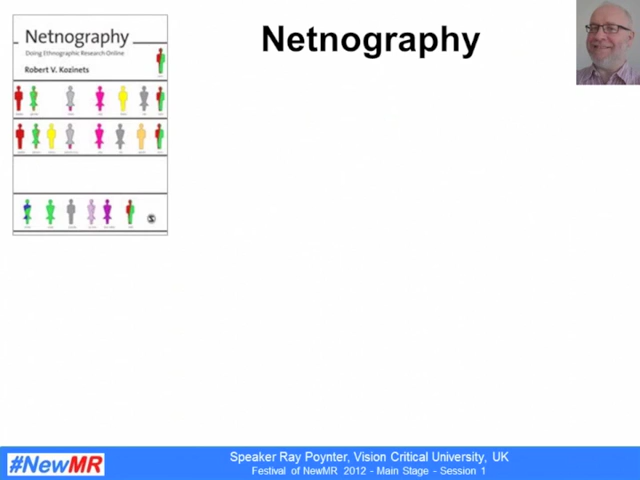 Netnography
Netnography
Doing Ethnographic Research Online
Robert V. Kozinets
#NewMR
Speaker Ray Poynter, Vision Critical University, UK
Festival of NewMR 2012 - Main Stage - Session 1